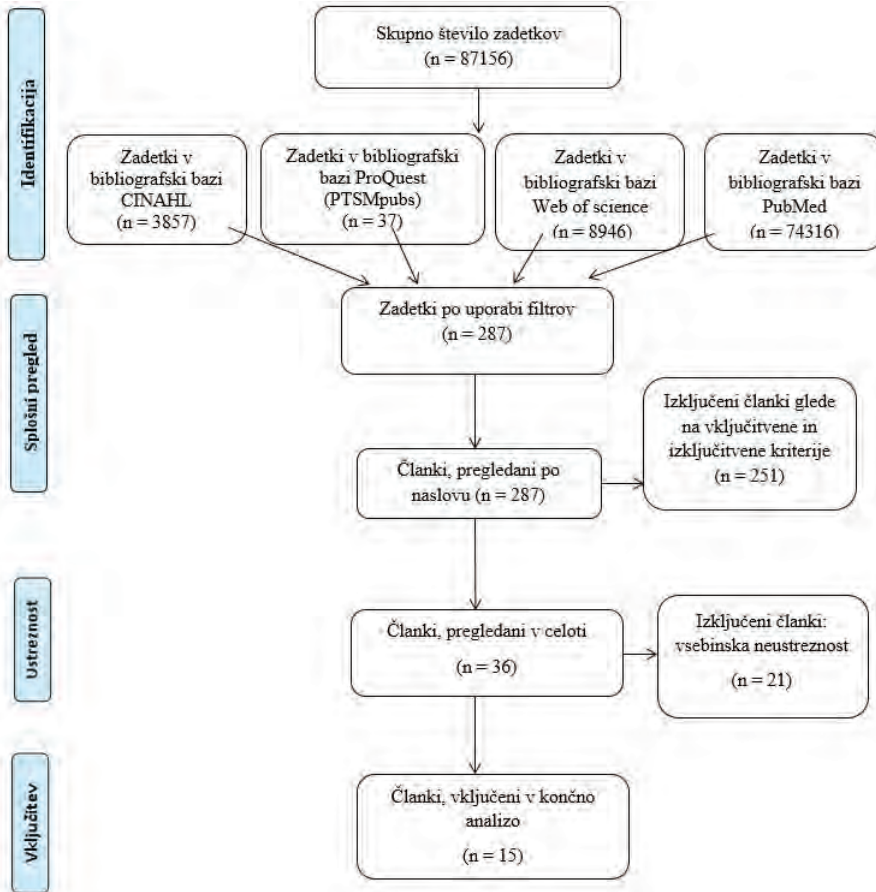 Identifikacija
Skupno število zadetkov
(n = 87156)
Zadetki v
bibliografski bazi
CINAHL
(n = 3857)
Zadetki v bibliografski
bazi ProQuest
(PTSMpubs)
(n = 37)
Zadetki v
bibliografski bazi
Web of science
(n = 8946)
Zadetki v
bibliografski bazi
PubMed
(n = 74316)
Splošni pregled
Zadetki po uporabi filtrov
(n = 287)
Članki, pregledani po
naslovu (n = 287)
Izključeni članki glede
na vključitvene in
izključitvene kriterije
(n = 251)
Ustreznost
Članki, pregledani v celoti
(n = 36)
Izključeni članki:
vsebinska neustreznost
(n = 21)
Vključitev
Članki, vključeni v končno
analizo
(n = 15)